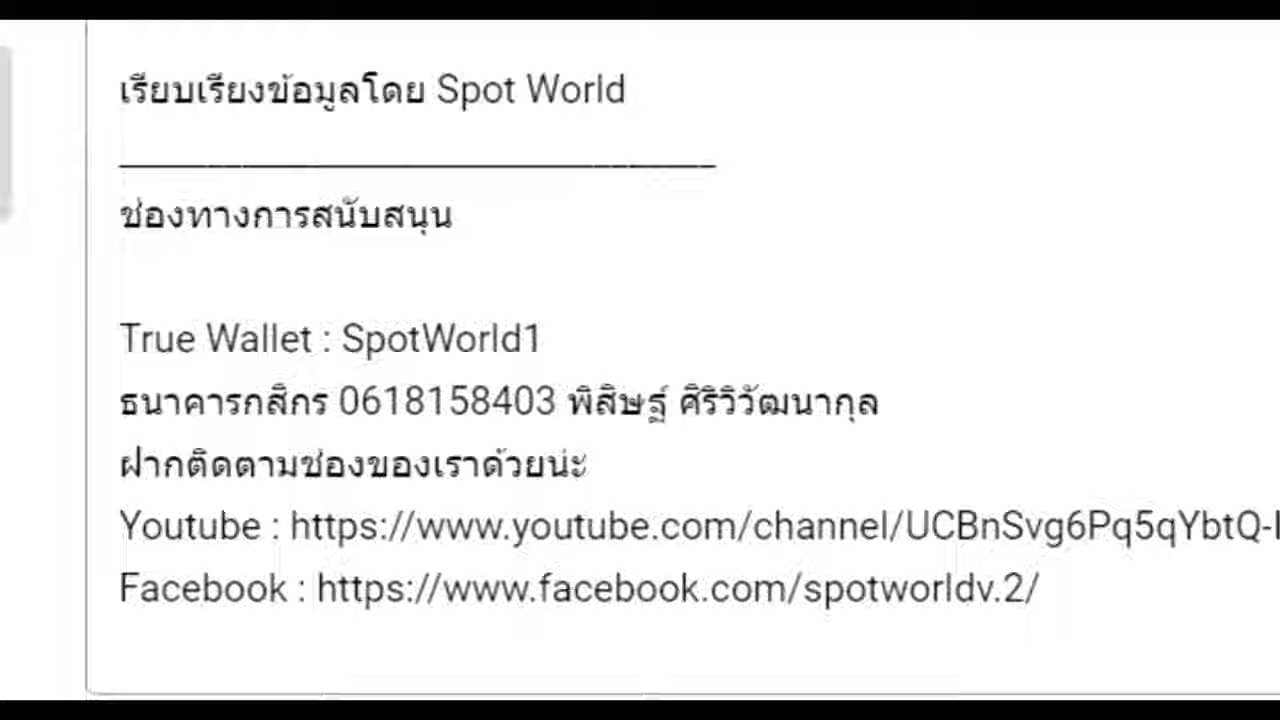 เรียบเรียงข้อมูลโดย Spot World
ช่องทางการสนับสนุน
True Wallet : SpotWorld1
ธนาคารกสิกร 0618158403 พิสิษฐ์ ศิริวิวัฒนากุล
ฝากติดตามช่องของเราด้วยน่ะ
Youtube : https://www.youtube.com/channel/UCBnSvg6Pq5qYbtQ-
Facebook : https://www.facebook.com/spotworldv.2/